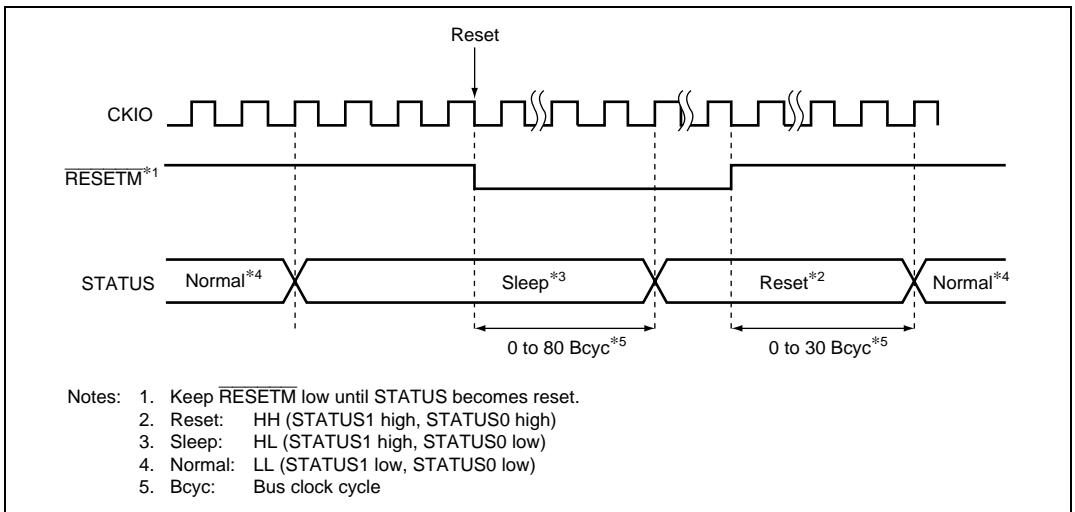 Reset
CKIO
RESETM*1
STATUS
Normal*4
Sleep*3
Reset*2
Normal*4
0 to 80 Bcyc*5
0 to 30 Bcyc*5
Notes: 1. Keep RESETM low until STATUS becomes reset.
2. Reset: HH (STATUS1 high, STATUS0 high)
3. Sleep: HL (STATUS1 high, STATUS0 low)
4. Normal: LL (STATUS1 low, STATUS0 low)
5. Bcyc: Bus clock cycle